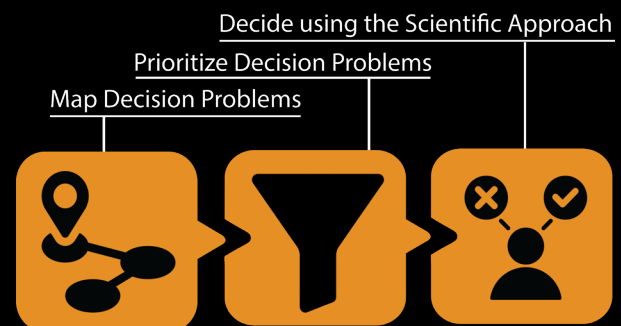 Decide using the Scientific Approach
Prioritize Decision Problems
Map Decision Problems